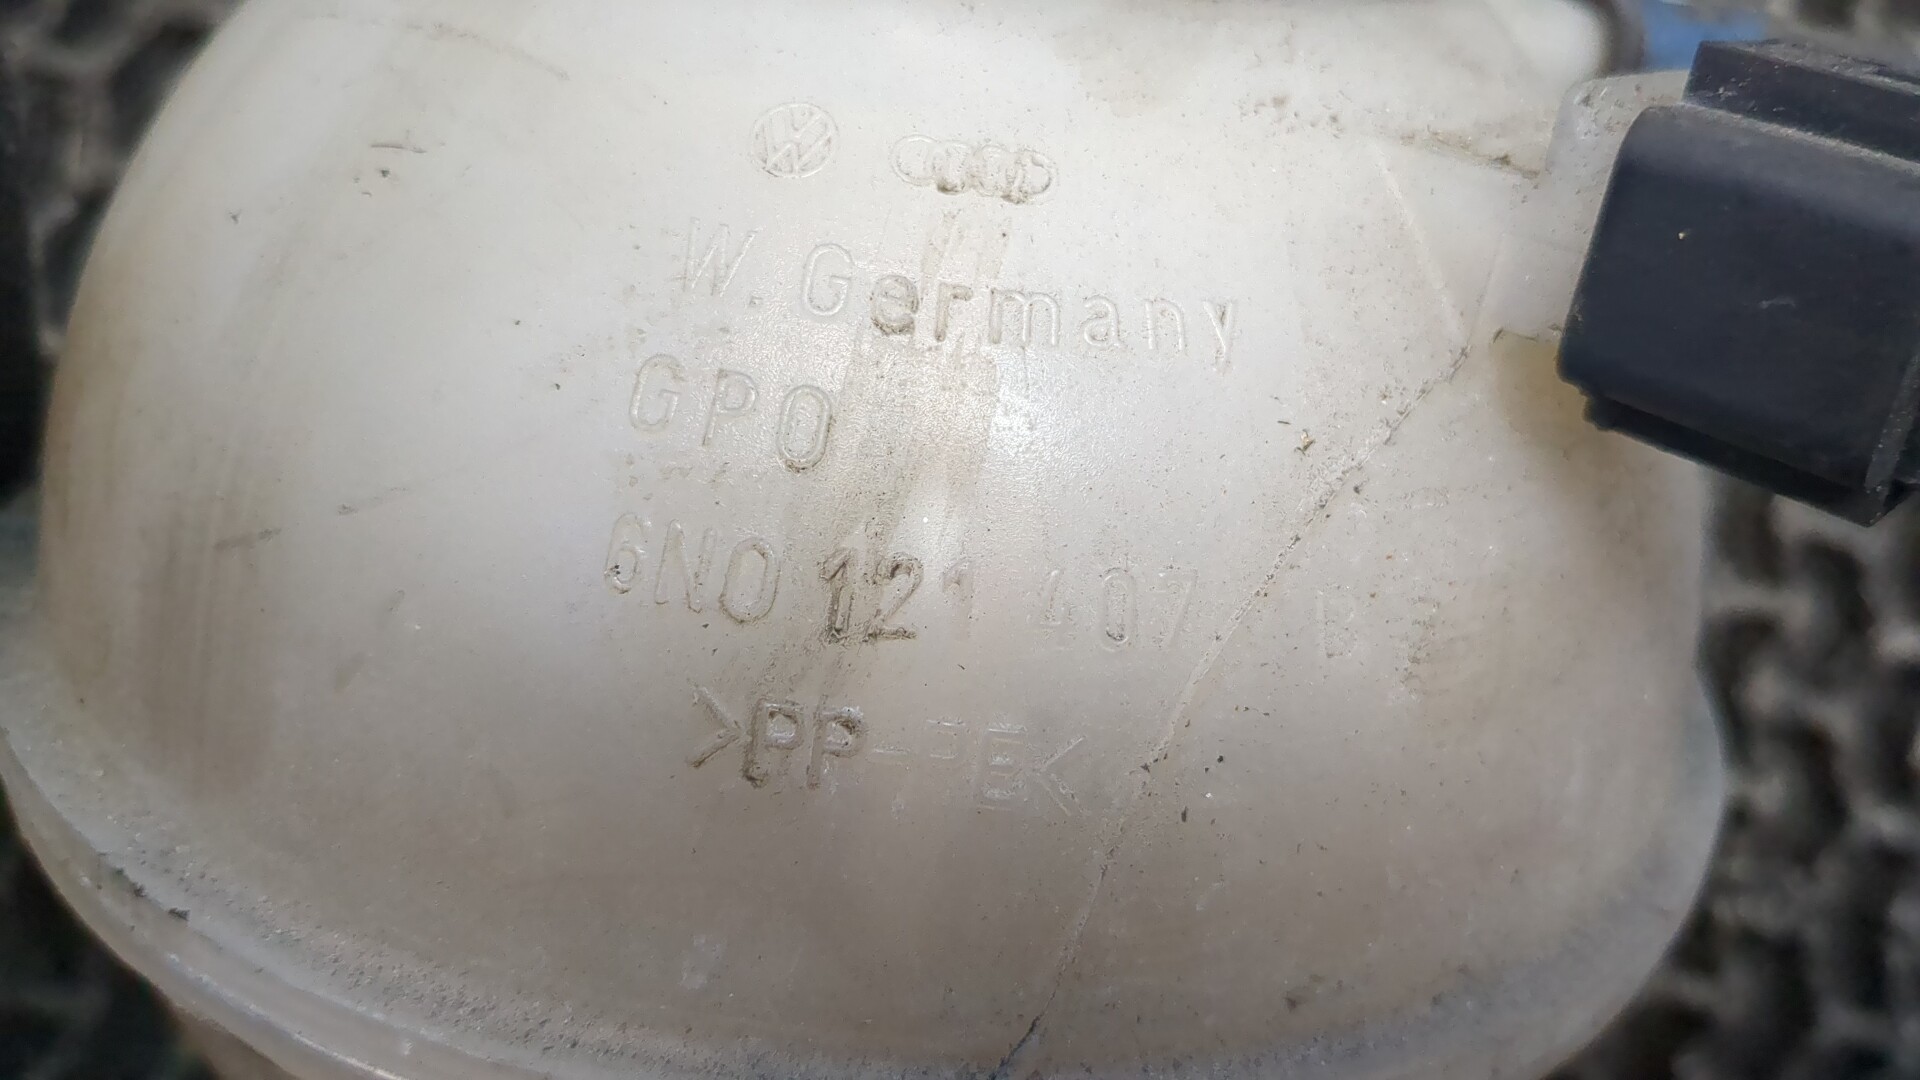 W. Germany
GPO
6N0 121 407 B
>PP-PE<